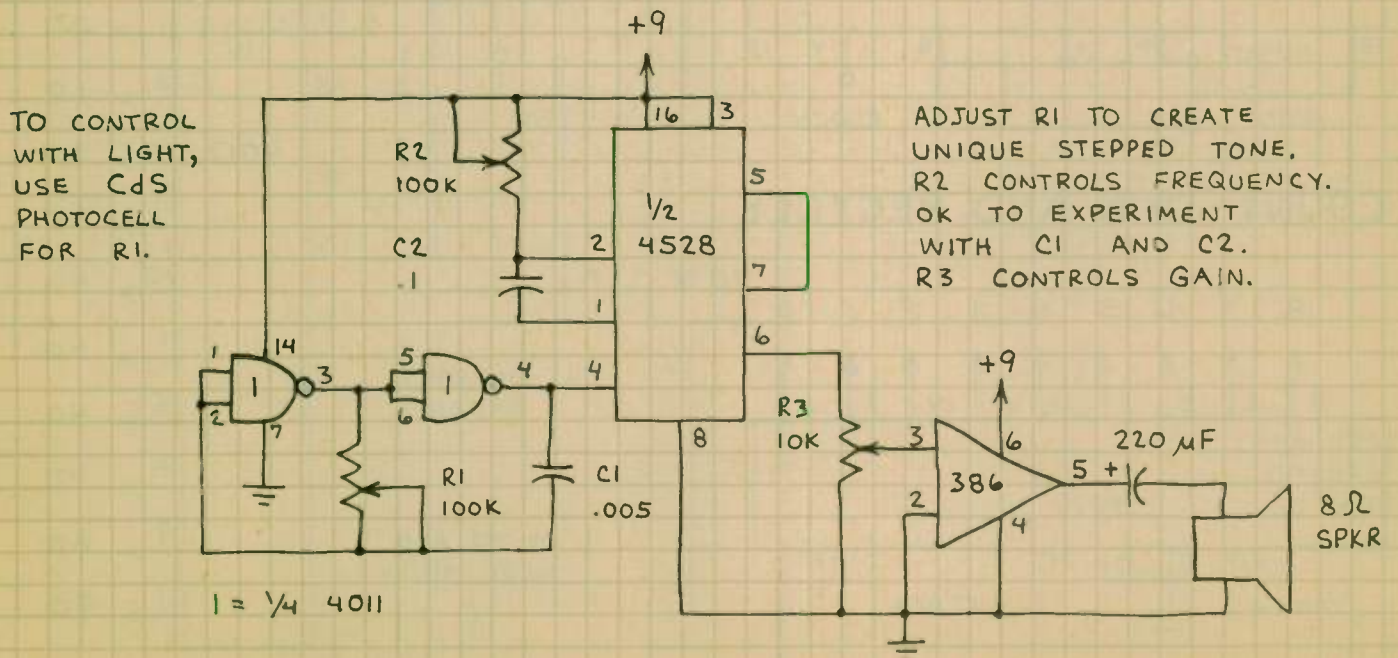 +9
TO CONTROL
WITH LIGHT,
USE CdS
PHOTOCELL
FOR R1.
R2
100K
C2
.1
16
3
1/2
4528
5
7
2
1
6
4
8
ADJUST R1 TO CREATE
UNIQUE STEPPED TONE.
R2 CONTROLS FREQUENCY.
OK TO EXPERIMENT
WITH C1 AND C2.
R3 CONTROLS GAIN.
1
2
14
1
3
7
5
6
1
4
R1
100K
C1
.005
1 = 1/4 4011
R3
10K
+9
3
2
6
386
5
+
4
220 µF
8 Ω
SPKR